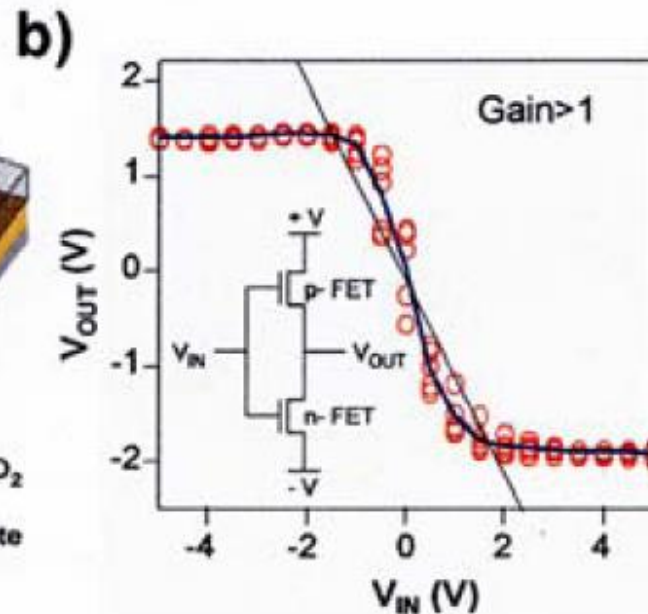 b)
2
1
0
-1
-2
V_OUT (V)
Gain>1
+ V
p- FET
V_IN
V_OUT
n- FET
- V
-4
-2
0
2
4
V_IN (V)